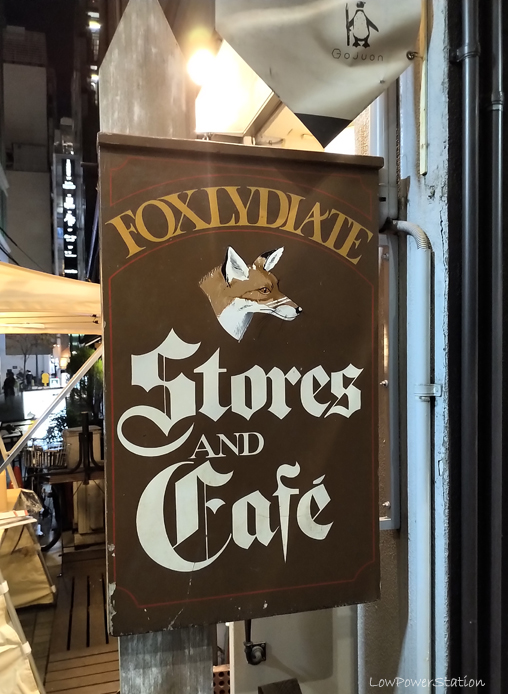 GoJuon
FOXLYDIATE
Stores
AND
Café
LowPowerStation